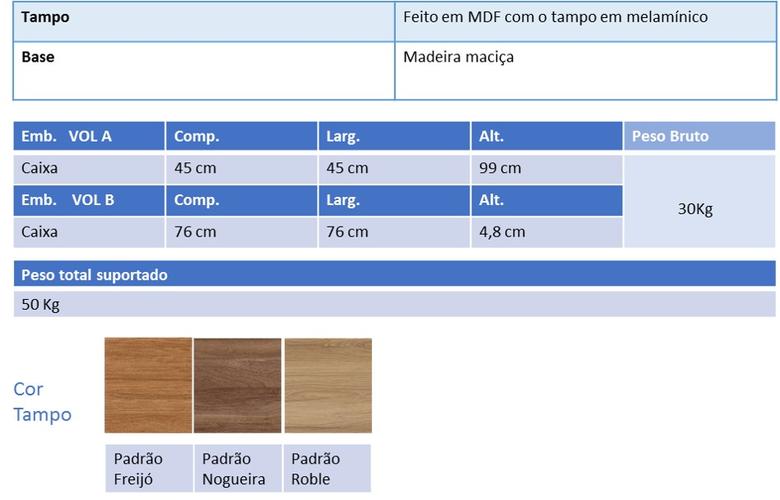 Tampo Feito em MDF com o tampo em melamínico
Base Madeira maciça
Emb. VOL A Comp. Larg. Alt. Peso Bruto
Caixa 45 cm 45 cm 99 cm
30Kg
Emb. VOL B Comp. Larg. Alt.
Caixa 76 cm 76 cm 4,8 cm
Peso total suportado
50 Kg
Cor
Tampo
Padrão
Freijó
Padrão
Nogueira
Padrão
Roble